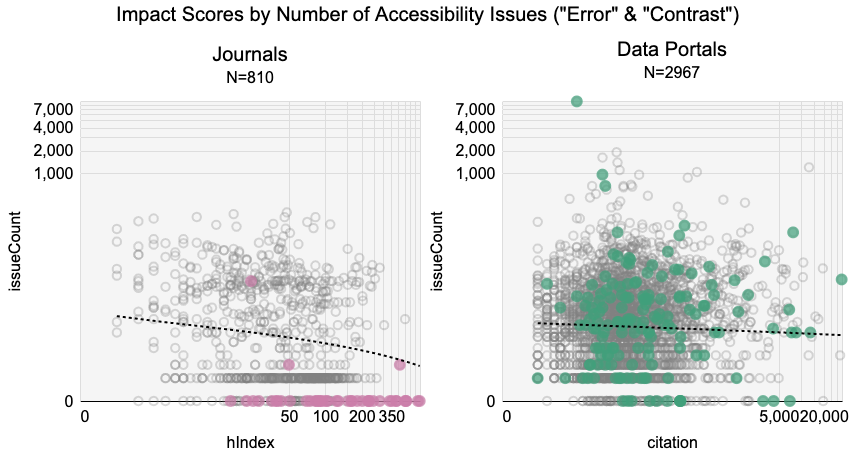 Impact Scores by Number of Accessibility Issues ("Error" & "Contrast")
Journals
N=810
7,000
4,000
2,000
1,000
0
issueCount
0 50 100 200 350
hIndex
Data Portals
N=2967
7,000
4,000
2,000
1,000
0
issueCount
0 5,000 20,000
citation